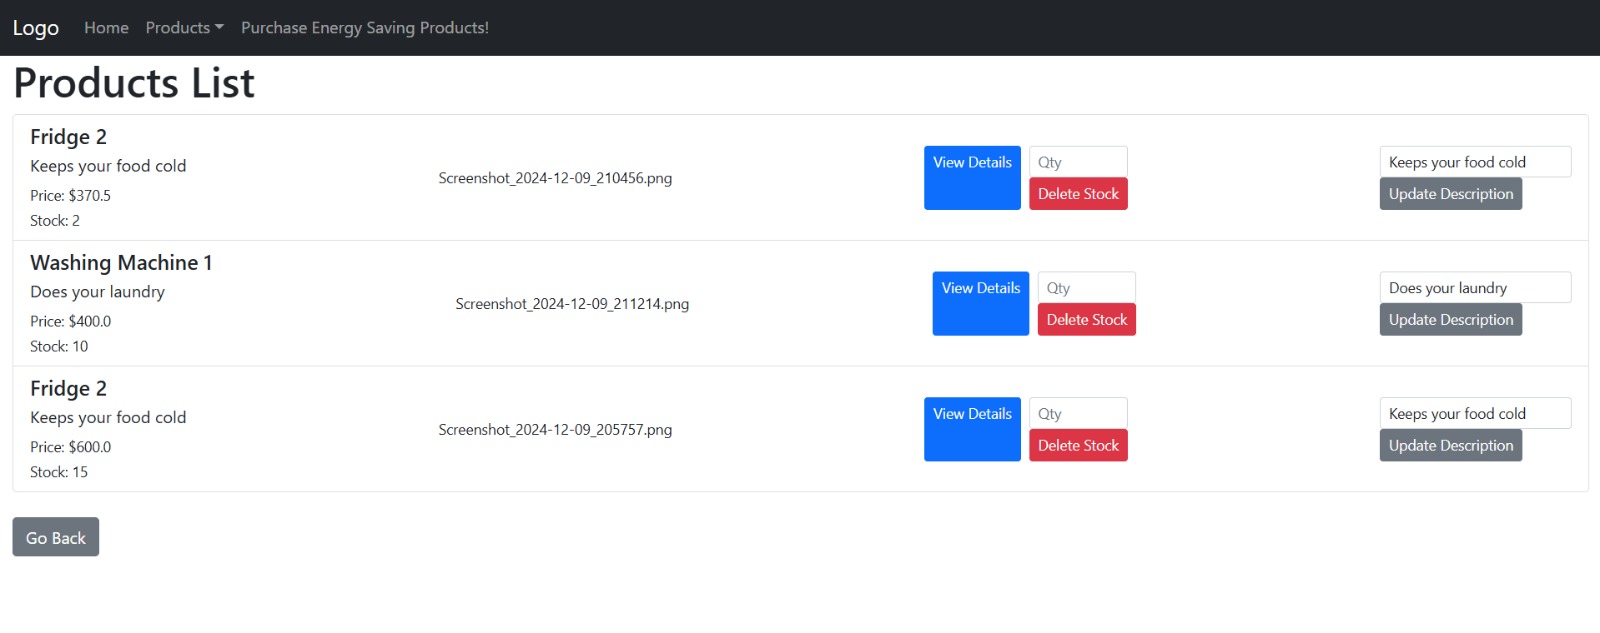 Logo Home Products Purchase Energy Saving Products!
Products List
Fridge 2
Keeps your food cold
Price: $370.5
Stock: 2
Screenshot_2024-12-09_210456.png
View Details
Qty
Delete Stock
Keeps your food cold
Update Description
Washing Machine 1
Does your laundry
Price: $400.0
Stock: 10
Screenshot_2024-12-09_211214.png
View Details
Qty
Delete Stock
Does your laundry
Update Description
Fridge 2
Keeps your food cold
Price: $600.0
Stock: 15
Screenshot_2024-12-09_205757.png
View Details
Qty
Delete Stock
Keeps your food cold
Update Description
Go Back